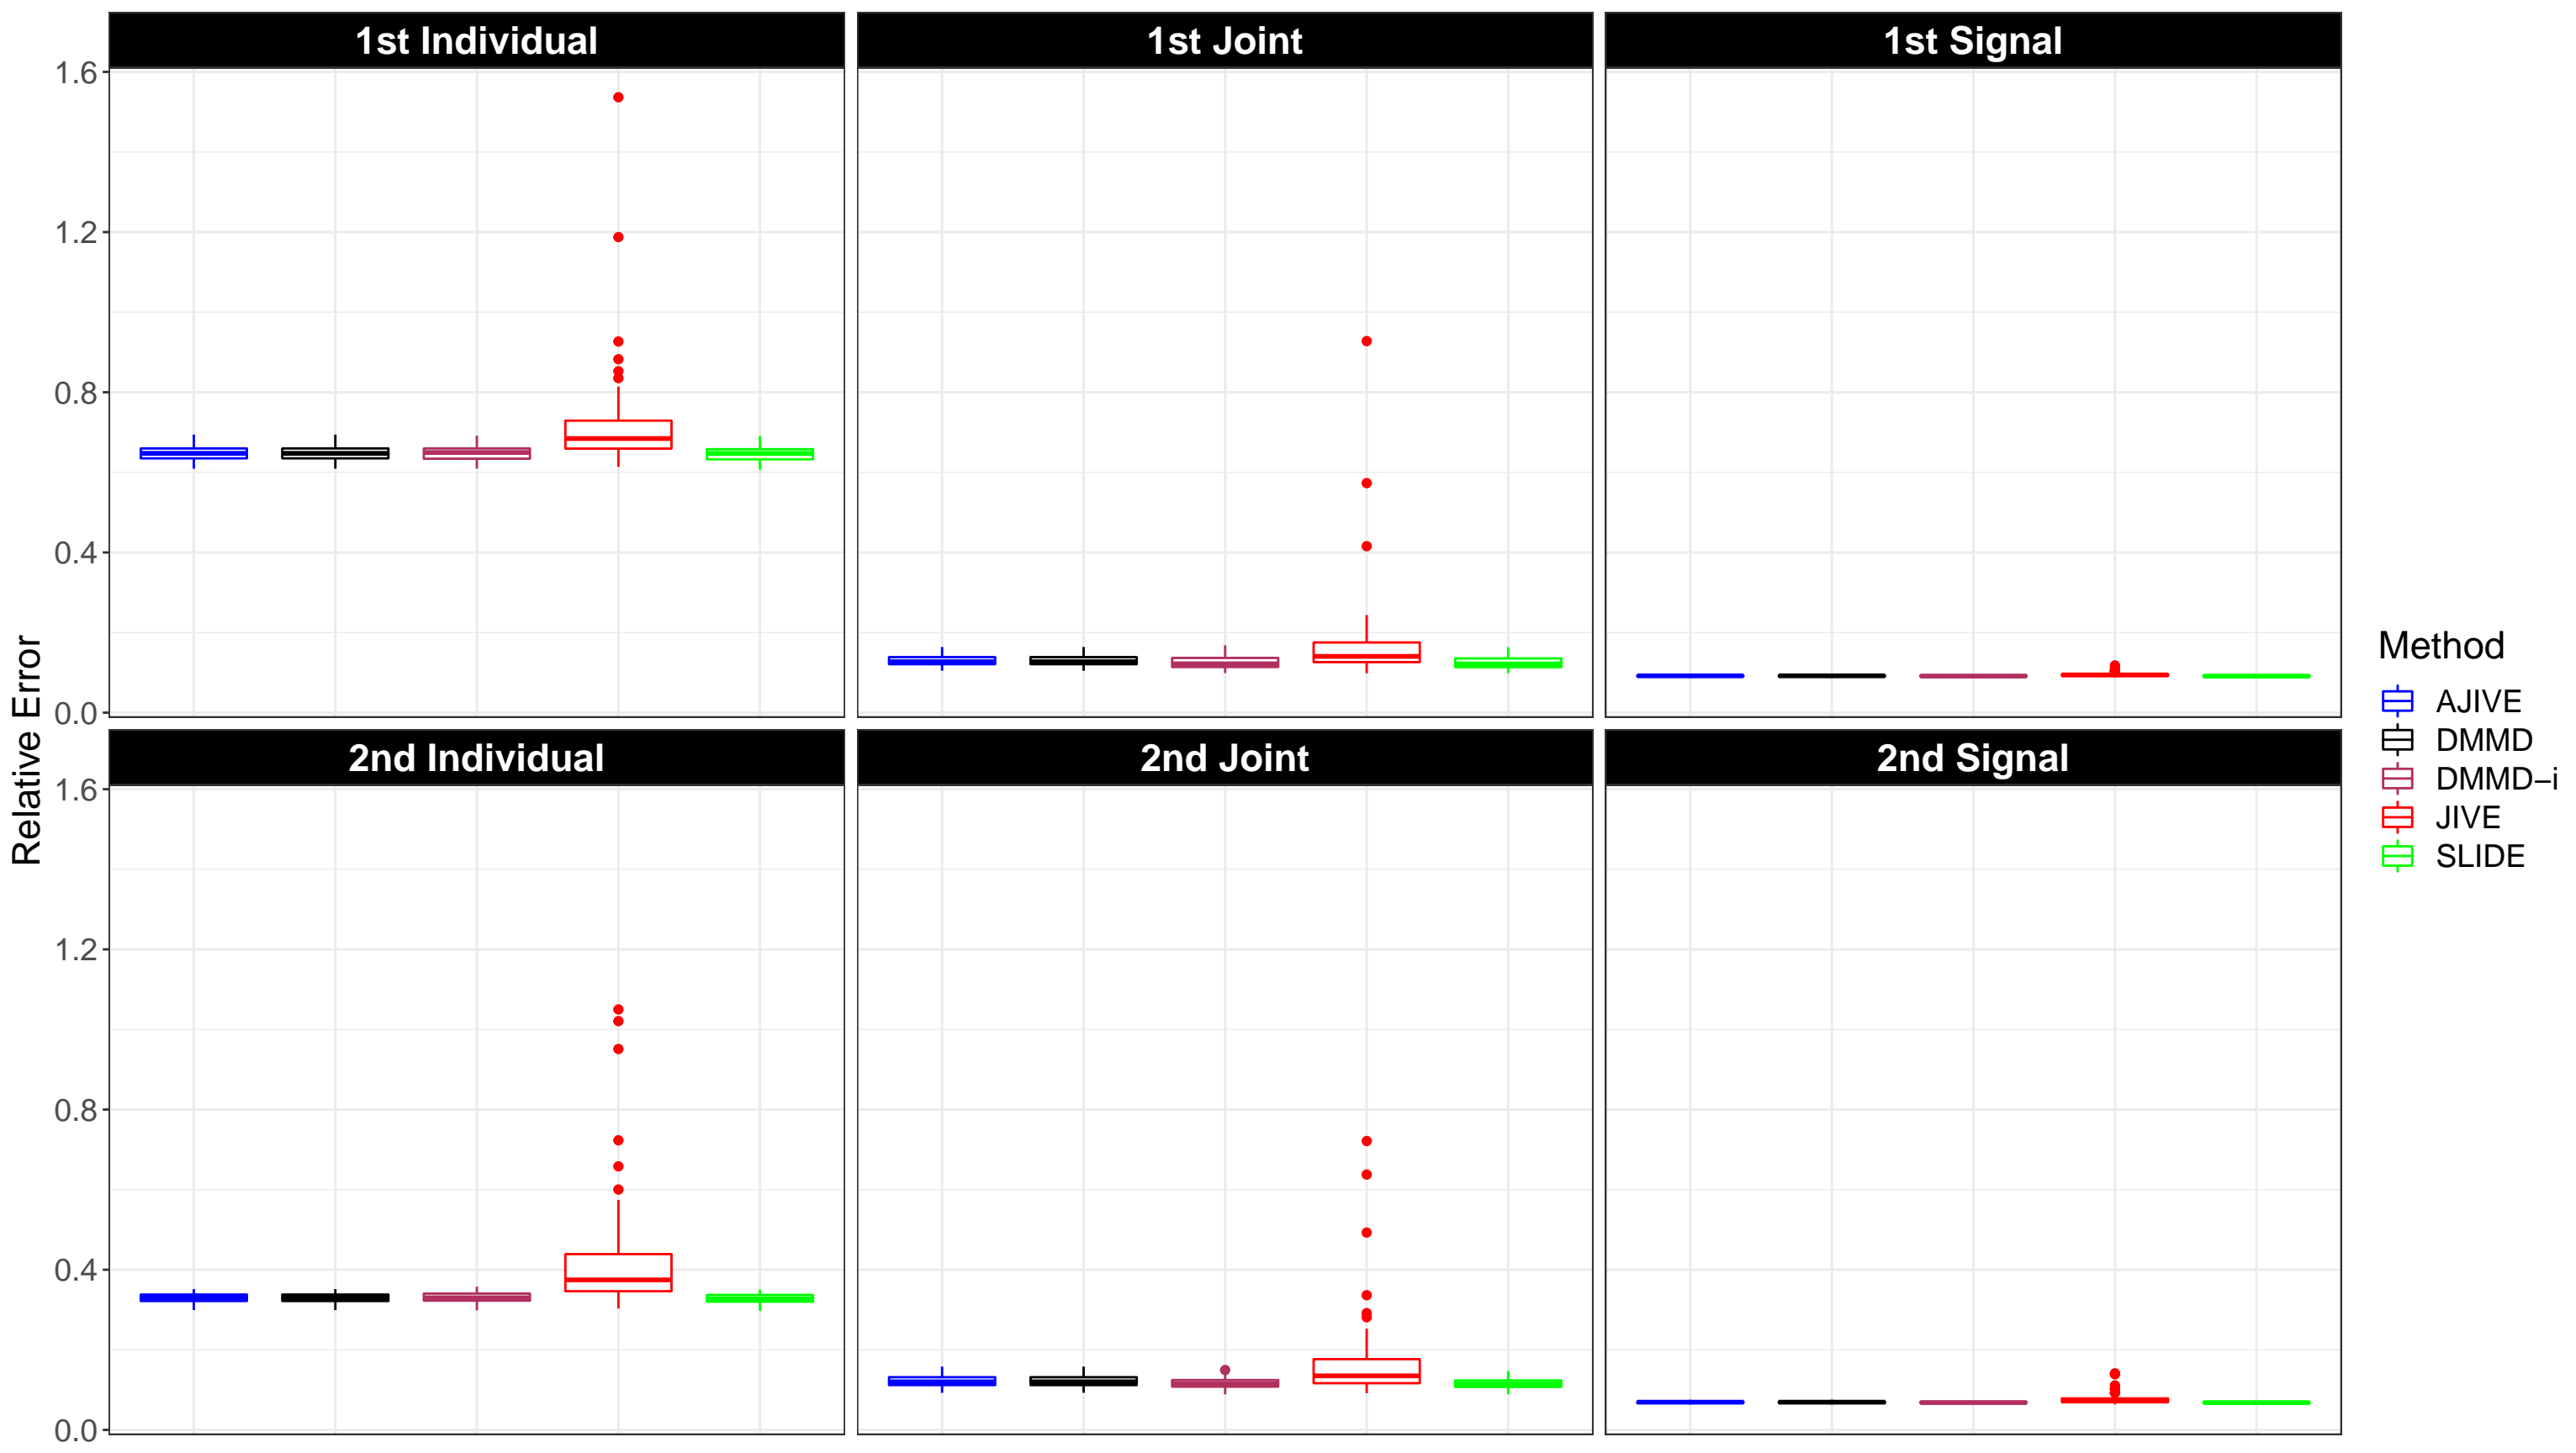 1st Individual
1st Joint
1st Signal
1.6
1.2
0.8
0.4
0.0
2nd Individual
2nd Joint
2nd Signal
1.6
1.2
0.8
0.4
0.0
Relative Error
Method
AJIVE
DMMD
DMMD−i
JIVE
SLIDE